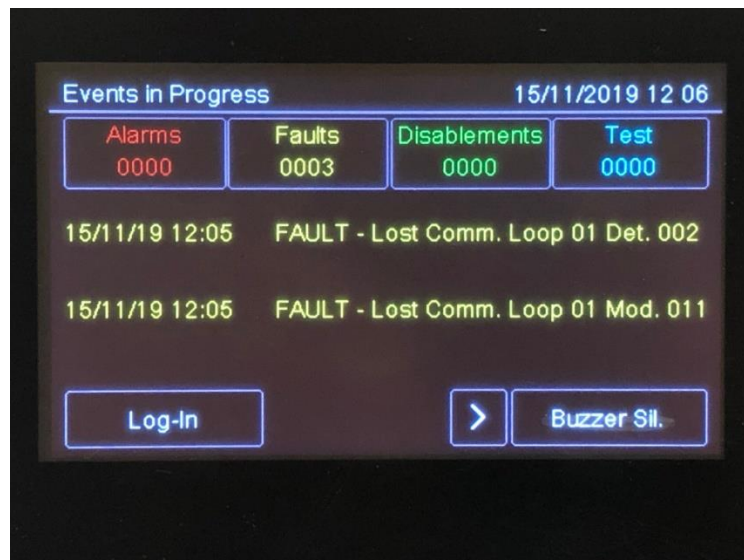 Events in Progress 15/11/2019 12 06
Alarms Faults Disablements Test
0000 0003 0000 0000
15/11/19 12:05 FAULT - Lost Comm. Loop 01 Det. 002
15/11/19 12:05 FAULT - Lost Comm. Loop 01 Mod. 011
Log-In > Buzzer Sil.